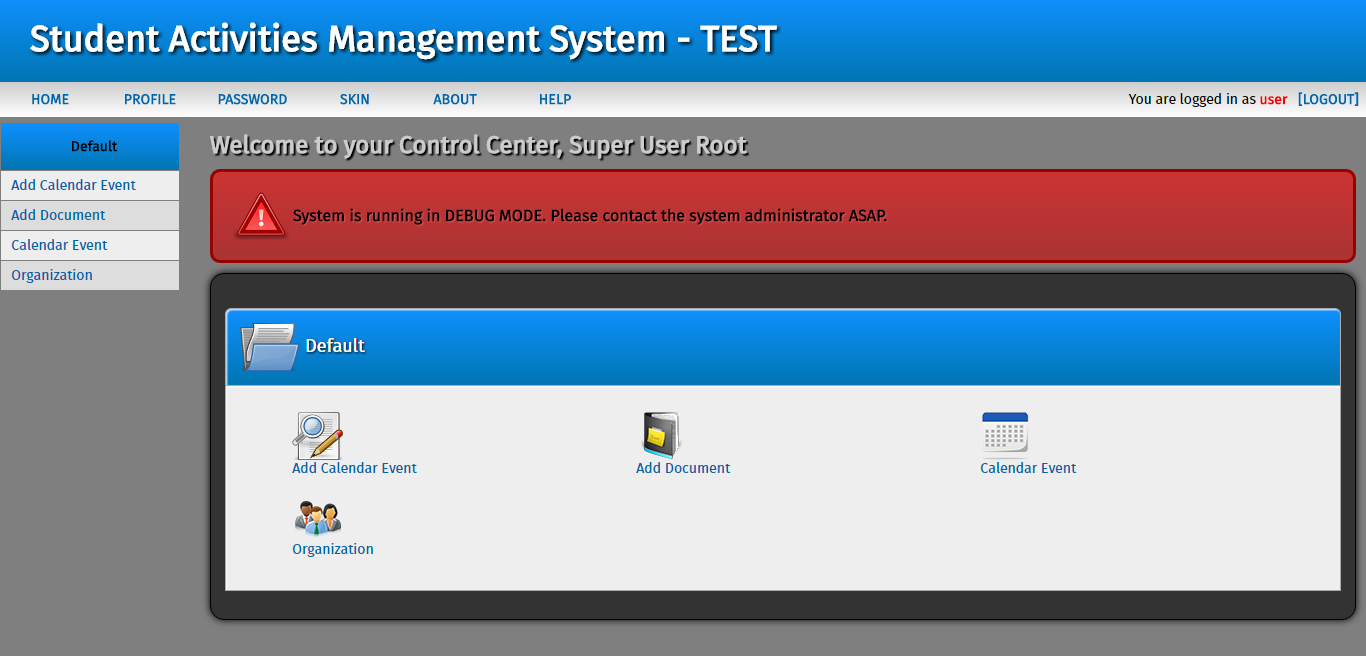 Student Activities Management System - TEST
HOME PROFILE PASSWORD SKIN ABOUT HELP You are logged in as user [LOGOUT]
Default
Add Calendar Event
Add Document
Calendar Event
Organization
Welcome to your Control Center, Super User Root
System is running in DEBUG MODE. Please contact the system administrator ASAP.
Default
Add Calendar Event Add Document Calendar Event
Organization